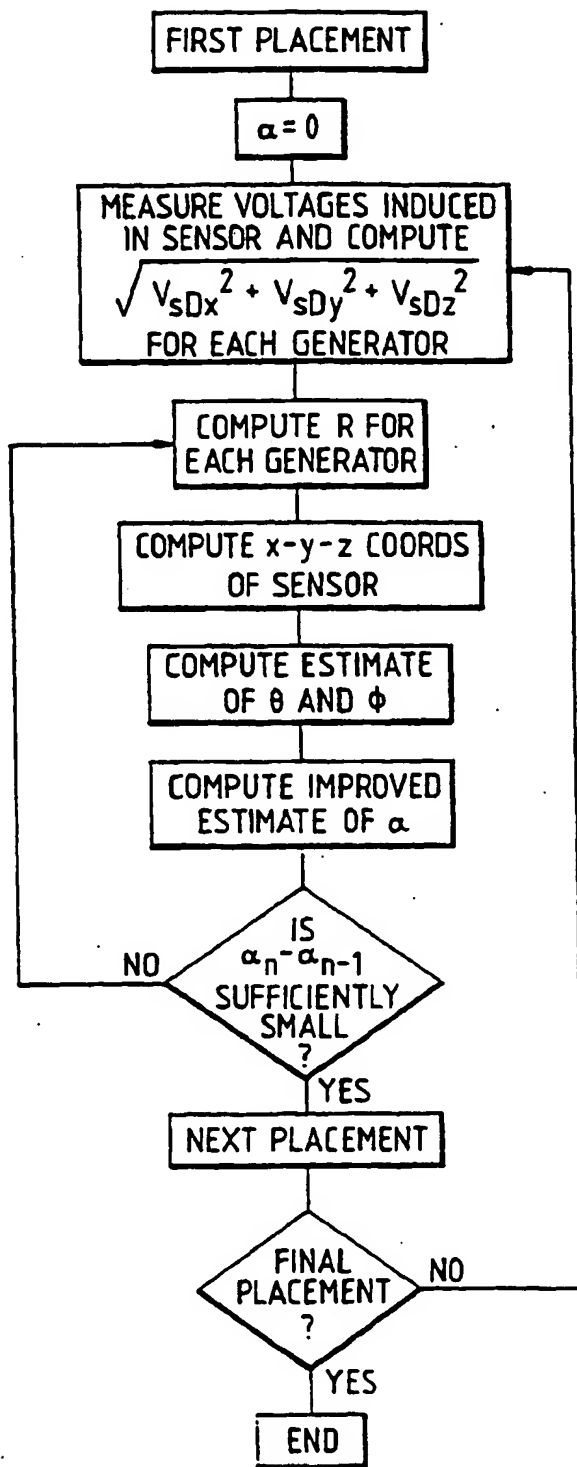 FIRST PLACEMENT
α = 0
MEASURE VOLTAGES INDUCED
IN SENSOR AND COMPUTE
√(VsDx² + VsDy² + VsDz²)
FOR EACH GENERATOR
COMPUTE R FOR
EACH GENERATOR
COMPUTE x-y-z COORDS
OF SENSOR
COMPUTE ESTIMATE
OF θ AND ϕ
COMPUTE IMPROVED
ESTIMATE OF α
IS
αn-αn-1
SUFFICIENTLY
SMALL
?
NO
YES
NEXT PLACEMENT
FINAL
PLACEMENT
?
NO
YES
END